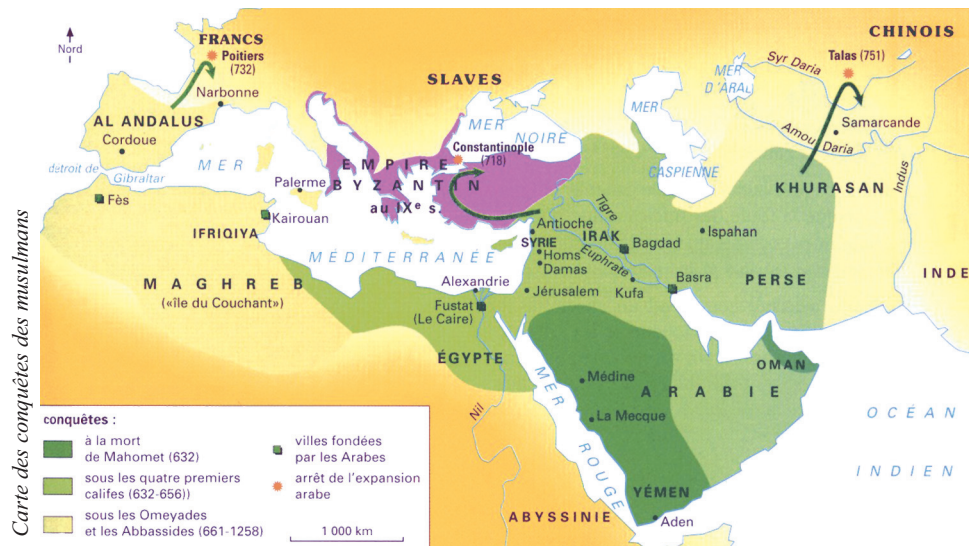 Carte des conquêtes des musulmans
Nord
FRANCS
Poitiers
(732)
Narbonne
AL ANDALUS
Cordoue
détroit de
Gibraltar
MER
MÉDITERRANÉE
SLAVES
MER
NOIRE
Constantinople
(718)
EMPIRE
BYZANTIN
au IXe s.
Palerme
Fès
Kairouan
IFRIQIYA
MAGHREB
(«île du Couchant»)
Alexandrie
Fustat
(Le Caire)
ÉGYPTE
Nil
Antioche
SYRIE
Homs
Damas
Jérusalem
Tigre
IRAK
Euphrate
Bagdad
Kufa
Basra
MER
CASPIENNE
MER
D'ARAL
Syr Daria
Talas (751)
CHINOIS
Samarcande
Amou Daria
KHURASAN
Indus
Ispahan
PERSE
INDE
OMAN
ARABIE
Médine
La Mecque
MER
ROUGE
YÉMEN
Aden
ABYSSINIE
OCÉAN
INDIEN
conquêtes :
à la mort
de Mahomet (632)
sous les quatre premiers
califes (632-656))
sous les Omeyades
et les Abbassides (661-1258)
villes fondées
par les Arabes
arrêt de l'expansion
arabe
1 000 km